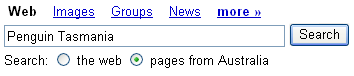 Web Images Groups News more »
Penguin Tasmania Search
Search: the web pages from Australia